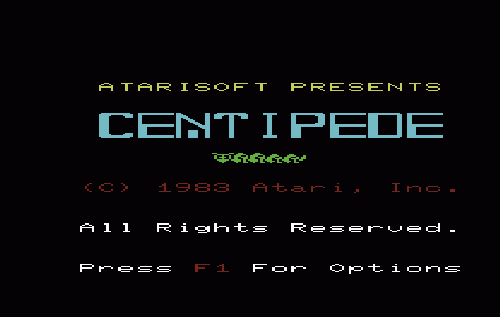 ATARISOFT PRESENTS
CENTIPEDE
(C) 1983 Atari, Inc.
All Rights Reserved.
Press F1 For Options